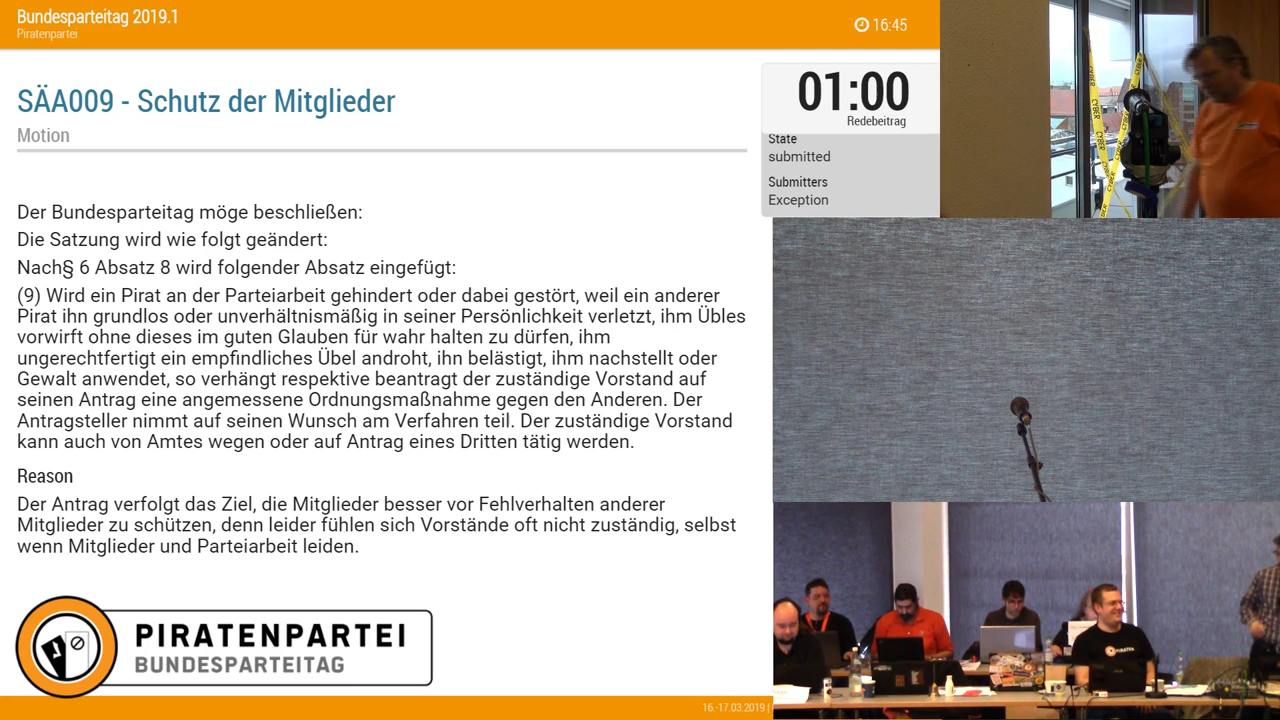 Bundesparteitag 2019.1
Piratenpartei
16:45
SÄA009 - Schutz der Mitglieder
Motion
01:00
Redebeitrag
State
submitted
Submitters
Exception
Der Bundesparteitag möge beschließen:
Die Satzung wird wie folgt geändert:
Nach§ 6 Absatz 8 wird folgender Absatz eingefügt:
(9) Wird ein Pirat an der Parteiarbeit gehindert oder dabei gestört, weil ein anderer
Pirat ihn grundlos oder unverhältnismäßig in seiner Persönlichkeit verletzt, ihm Übles
vorwirft ohne dieses im guten Glauben für wahr halten zu dürfen, ihm
ungerechtfertigt ein empfindliches Übel androht, ihn belästigt, ihm nachstellt oder
Gewalt anwendet, so verhängt respektive beantragt der zuständige Vorstand auf
seinen Antrag eine angemessene Ordnungsmaßnahme gegen den Anderen. Der
Antragsteller nimmt auf seinen Wunsch am Verfahren teil. Der zuständige Vorstand
kann auch von Amtes wegen oder auf Antrag eines Dritten tätig werden.
Reason
Der Antrag verfolgt das Ziel, die Mitglieder besser vor Fehlverhalten anderer
Mitglieder zu schützen, denn leider fühlen sich Vorstände oft nicht zuständig, selbst
wenn Mitglieder und Parteiarbeit leiden.
PIRATENPARTEI
BUNDESPARTEITAG
16.-17.03.2019 |
CYBER
CYBER
CYBER
CYBER
CYBER
PIRATEN